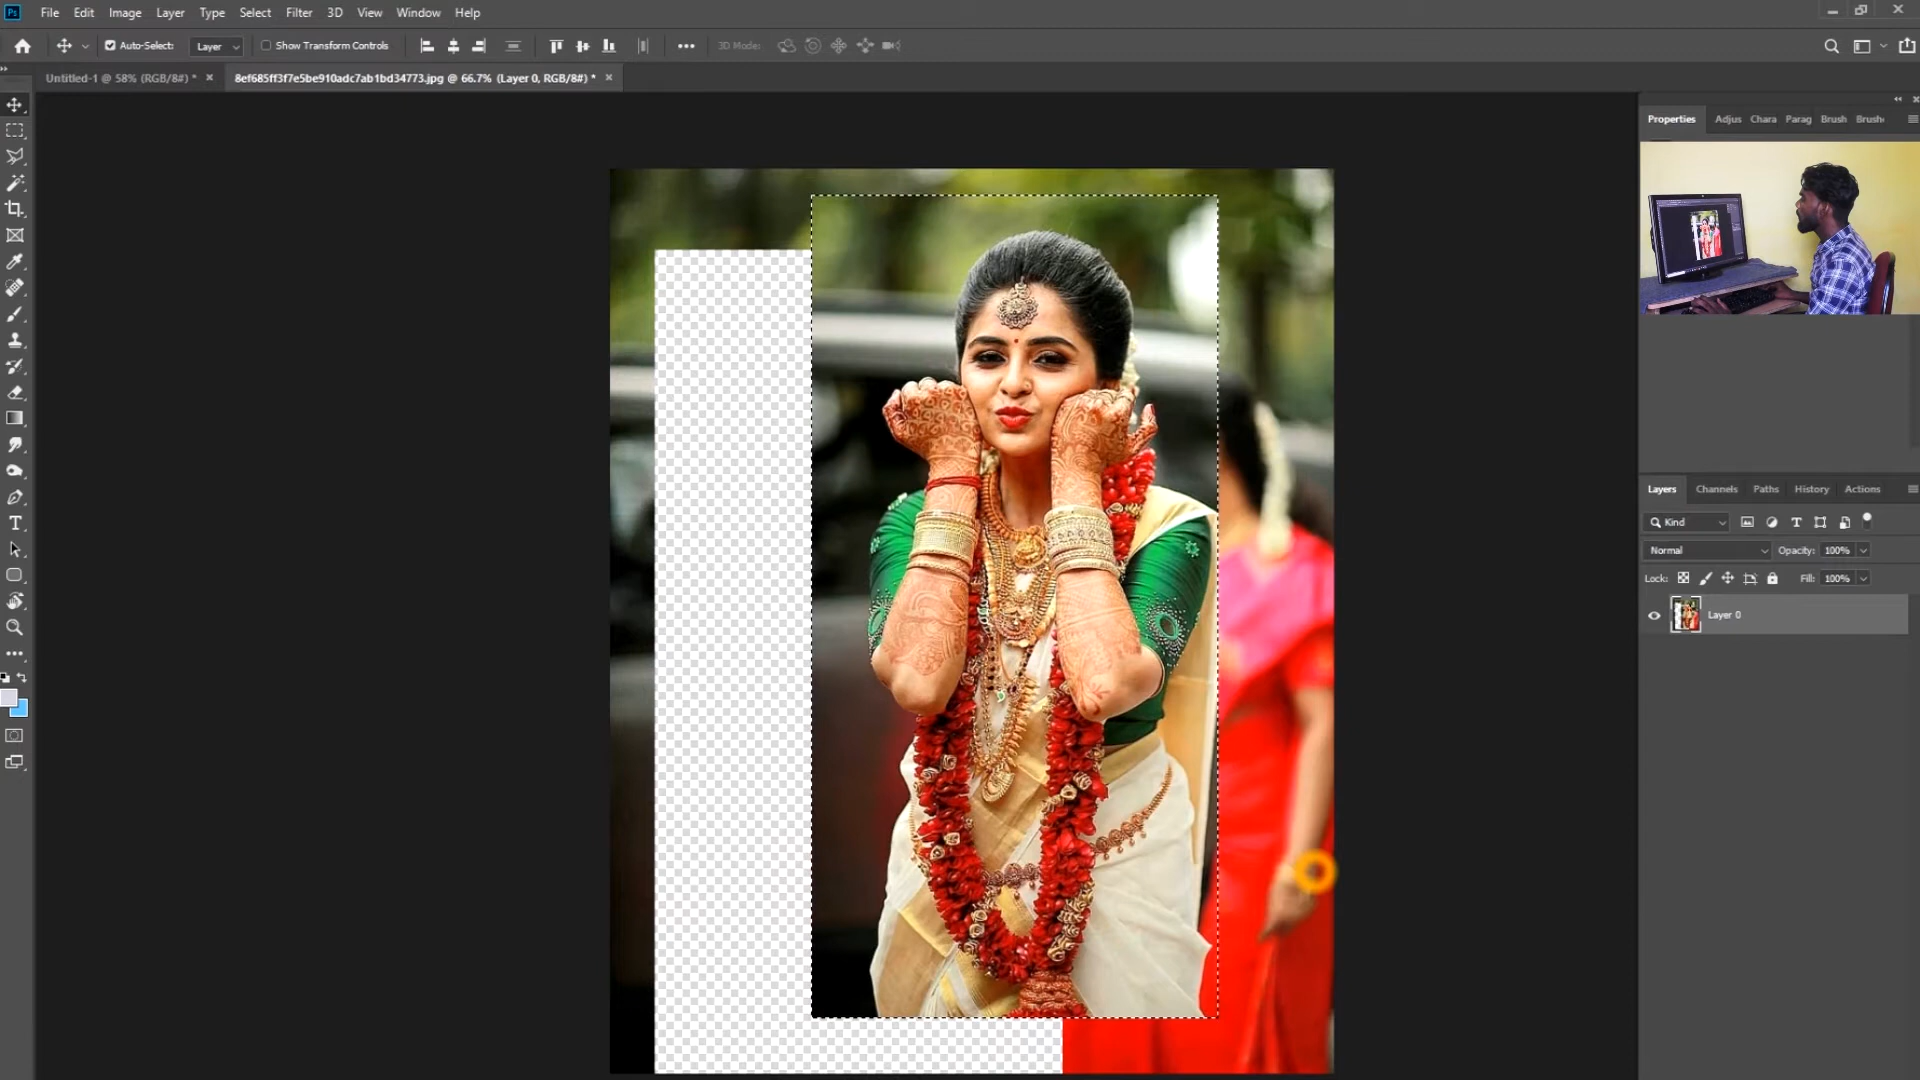 Ps File Edit Image Layer Type Select Filter 3D View Window Help
Auto-Select: Layer Show Transform Controls 3D Mode:
Untitled-1 @ 58% (RGB/8#) * 8ef685ff3f7e5be910adc7ab1bd34773.jpg @ 66.7% (Layer 0, RGB/8#) *
Properties Adjus Chara Parag Brush Brush
Layers Channels Paths History Actions
Kind
Normal Opacity: 100%
Lock: Fill: 100%
Layer 0